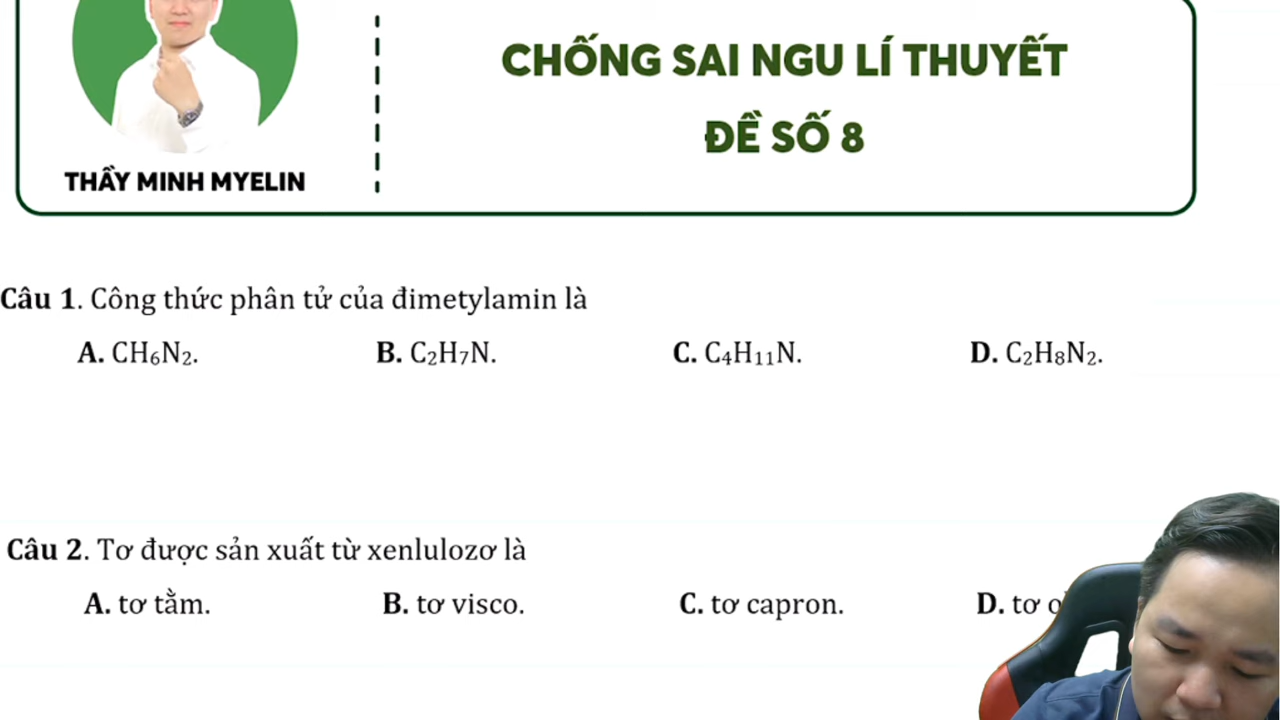 CHỐNG SAI NGU LÍ THUYẾT
ĐỀ SỐ 8
THẦY MINH MYELIN
Câu 1. Công thức phân tử của đimetylamin là
A. CH₆N₂. B. C₂H₇N. C. C₄H₁₁N. D. C₂H₈N₂.
Câu 2. Tơ được sản xuất từ xenlulozơ là
A. tơ tằm. B. tơ visco. C. tơ capron. D. tơ